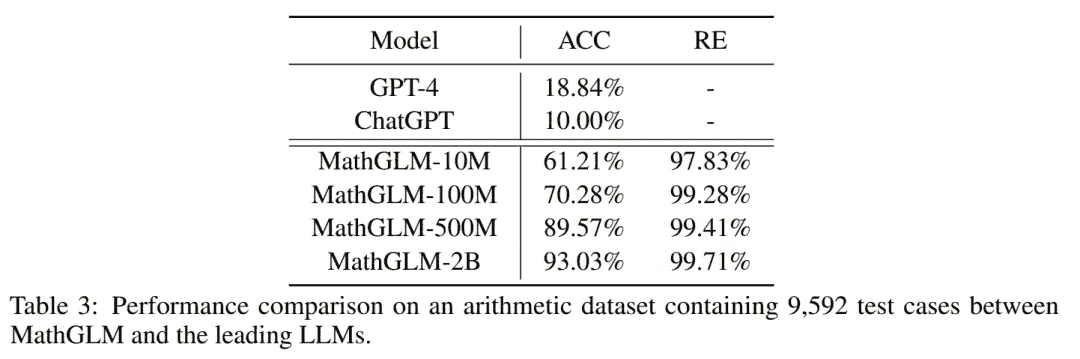 Model ACC RE
GPT-4 18.84% -
ChatGPT 10.00% -
MathGLM-10M 61.21% 97.83%
MathGLM-100M 70.28% 99.28%
MathGLM-500M 89.57% 99.41%
MathGLM-2B 93.03% 99.71%
Table 3: Performance comparison on an arithmetic dataset containing 9,592 test cases between
MathGLM and the leading LLMs.